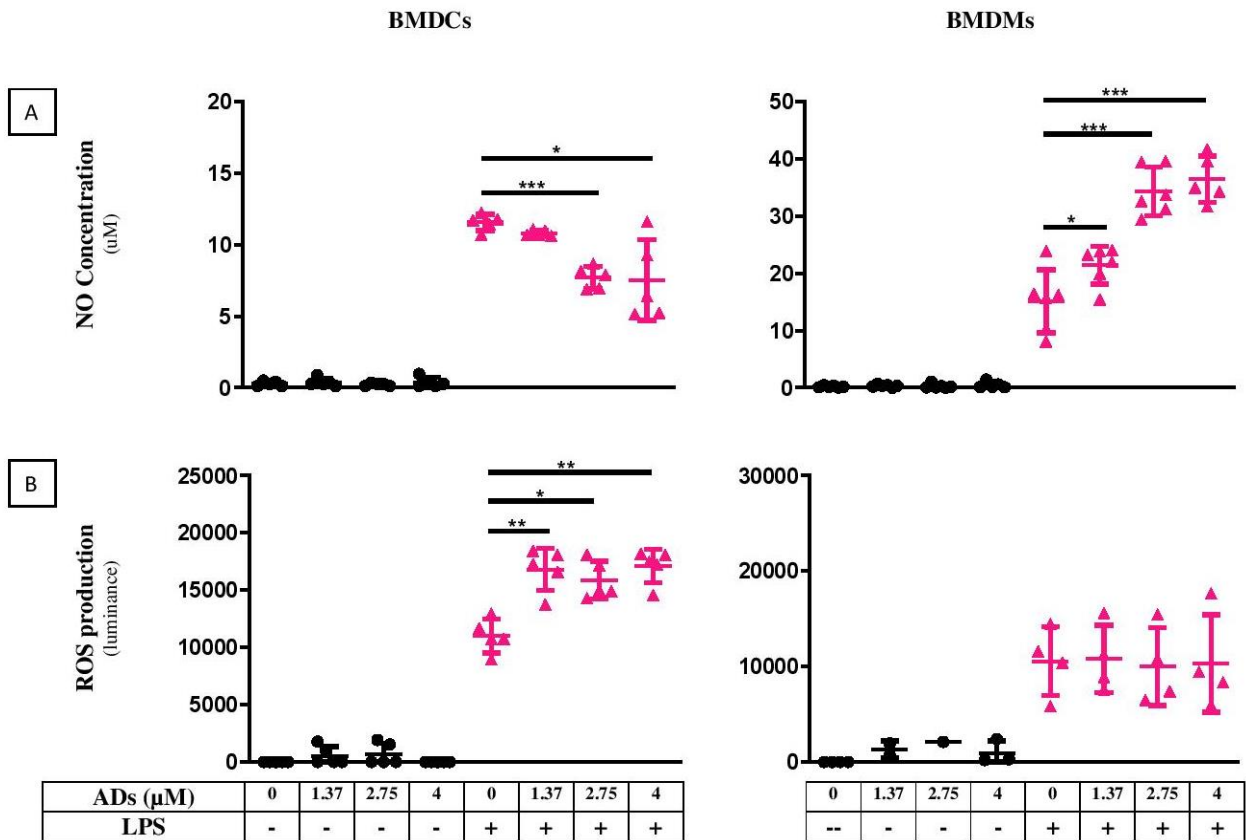 BMDCs
BMDMs
A
NO Concentration
(uM)
20
15
10
5
0
*
***
50
40
30
20
10
0
***
***
*
B
ROS production
(luminance)
25000
20000
15000
10000
5000
0
**
*
**
30000
20000
10000
0
ADs (µM) 0 1.37 2.75 4 0 1.37 2.75 4 0 1.37 2.75 4 0 1.37 2.75 4
LPS - - - - + + + + -- - - - + + + +